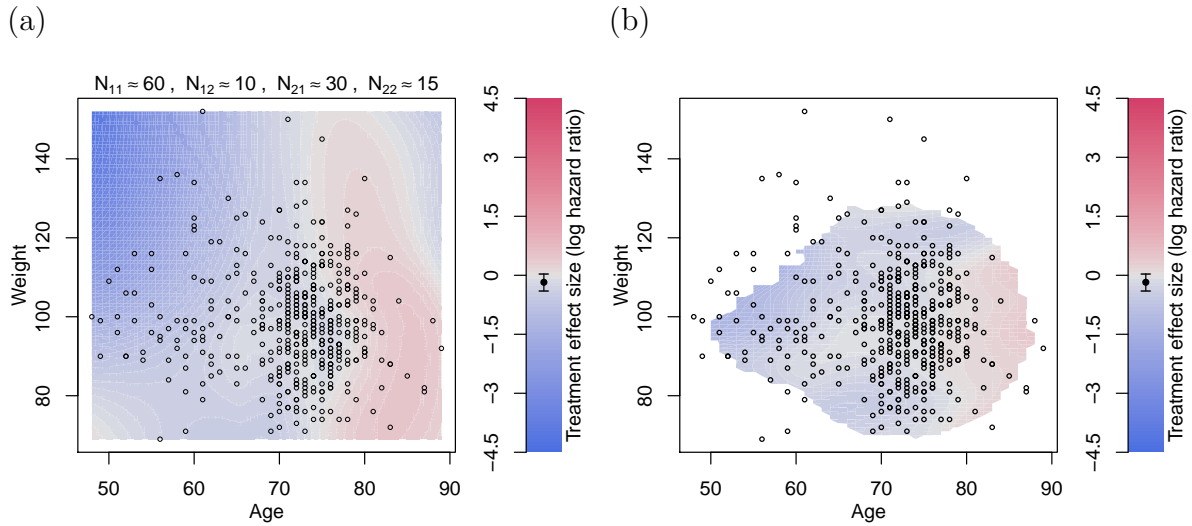 (a)
N₁₁ ≈ 60 , N₁₂ ≈ 10 , N₂₁ ≈ 30 , N₂₂ ≈ 15
Weight
140
120
100
80
50 60 70 80 90
Age
4.5
3
1.5
0
−1.5
−3
−4.5
Treatment effect size (log hazard ratio)
(b)
Weight
140
120
100
80
50 60 70 80 90
Age
4.5
3
1.5
0
−1.5
−3
−4.5
Treatment effect size (log hazard ratio)